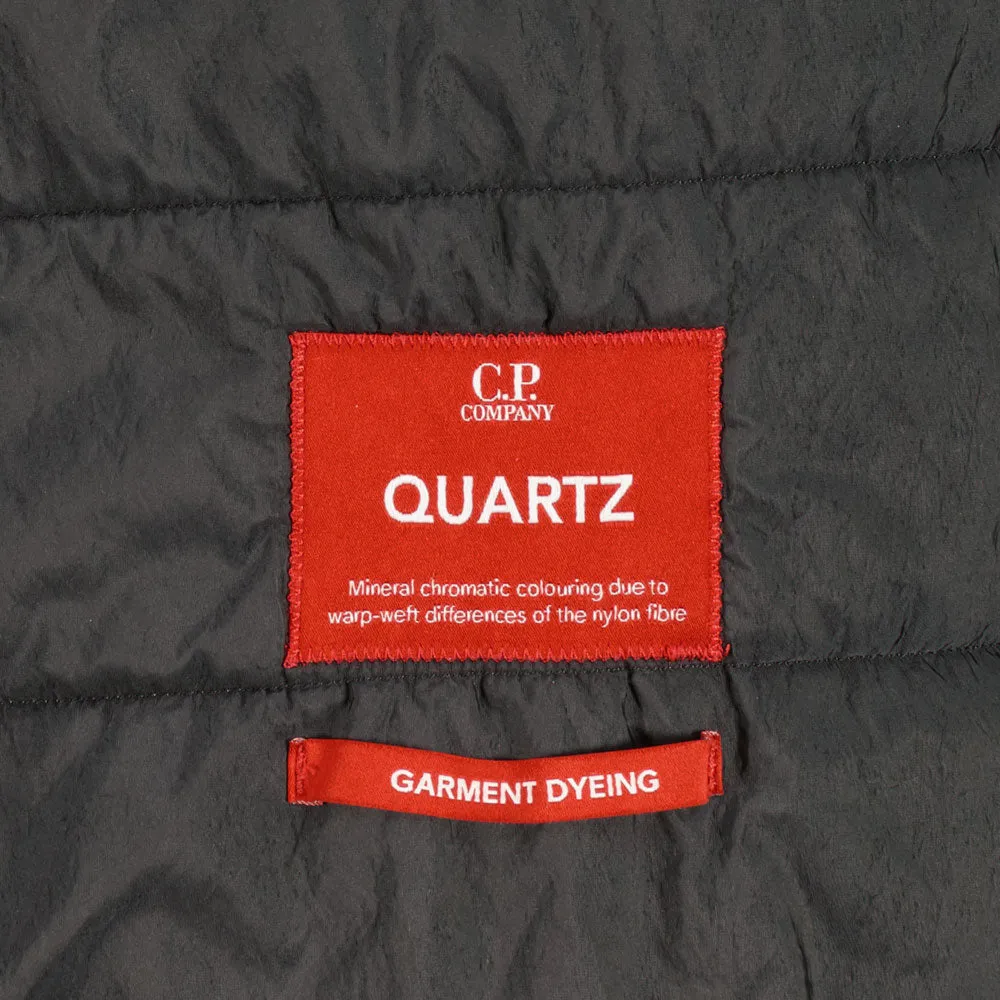 C.P.
COMPANY
QUARTZ
Mineral chromatic colouring due to
warp-weft differences of the nylon fibre
GARMENT DYEING